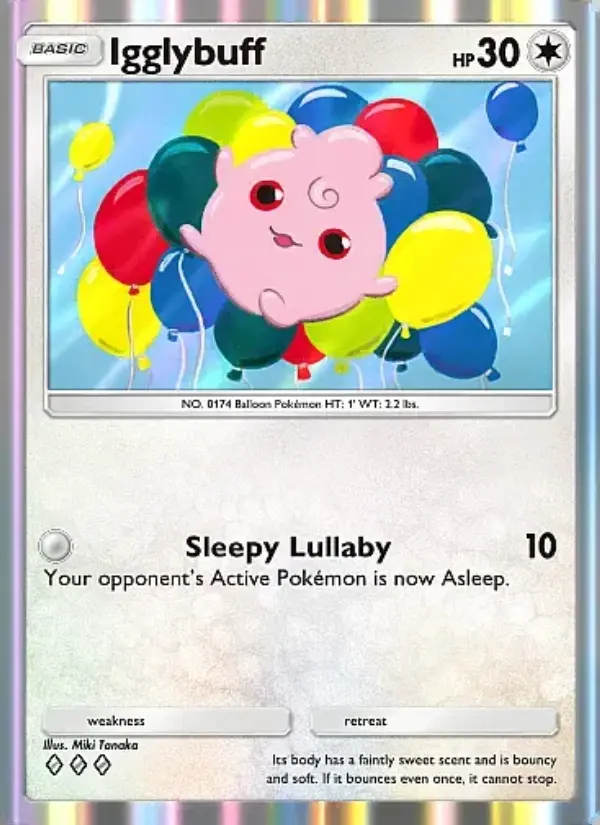 BASIC Igglybuff HP 30
NO. 0174 Balloon Pokémon HT: 1' WT: 2.2 lbs.
Sleepy Lullaby 10
Your opponent's Active Pokémon is now Asleep.
weakness retreat
Illus. Miki Tanaka
Its body has a faintly sweet scent and is bouncy
and soft. If it bounces even once, it cannot stop.